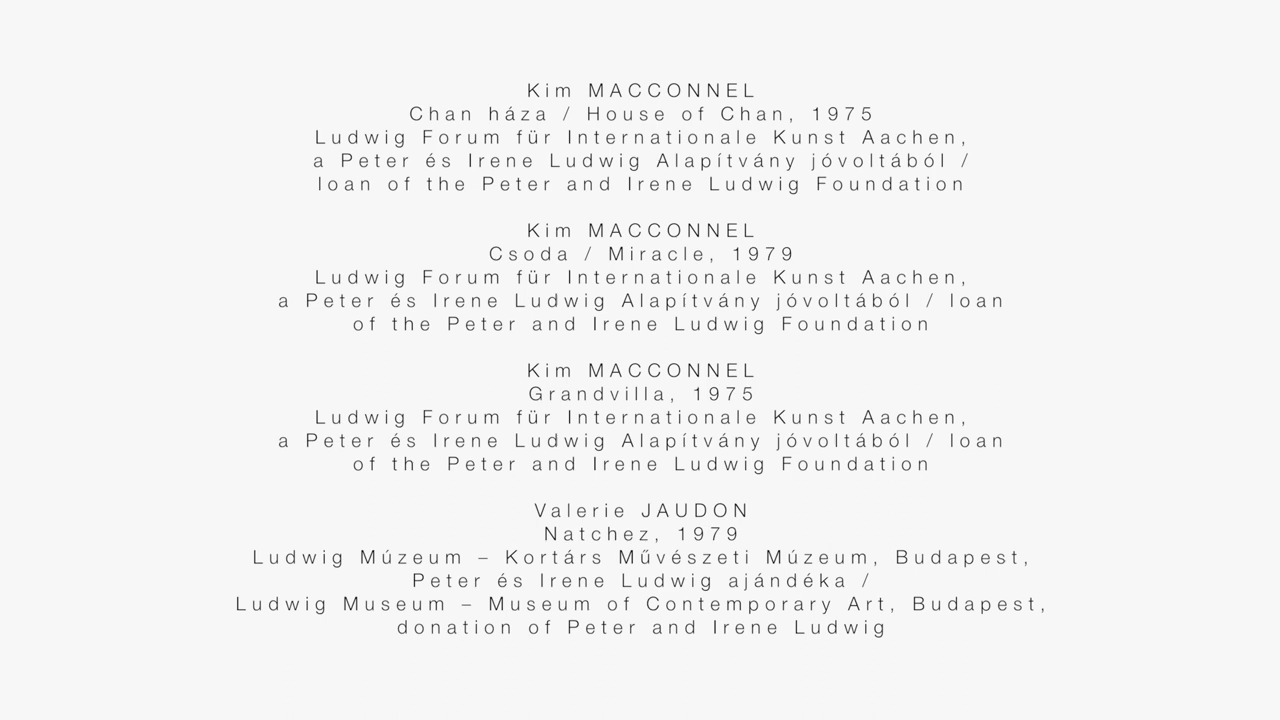 Kim MACCONNEL
Chan háza / House of Chan, 1975
Ludwig Forum für Internationale Kunst Aachen,
a Peter és Irene Ludwig Alapítvány jóvoltából /
loan of the Peter and Irene Ludwig Foundation
Kim MACCONNEL
Csoda / Miracle, 1979
Ludwig Forum für Internationale Kunst Aachen,
a Peter és Irene Ludwig Alapítvány jóvoltából / loan
of the Peter and Irene Ludwig Foundation
Kim MACCONNEL
Grandvilla, 1975
Ludwig Forum für Internationale Kunst Aachen,
a Peter és Irene Ludwig Alapítvány jóvoltából / loan
of the Peter and Irene Ludwig Foundation
Valerie JAUDON
Natchez, 1979
Ludwig Múzeum – Kortárs Művészeti Múzeum, Budapest,
Peter és Irene Ludwig ajándéka /
Ludwig Museum – Museum of Contemporary Art, Budapest,
donation of Peter and Irene Ludwig